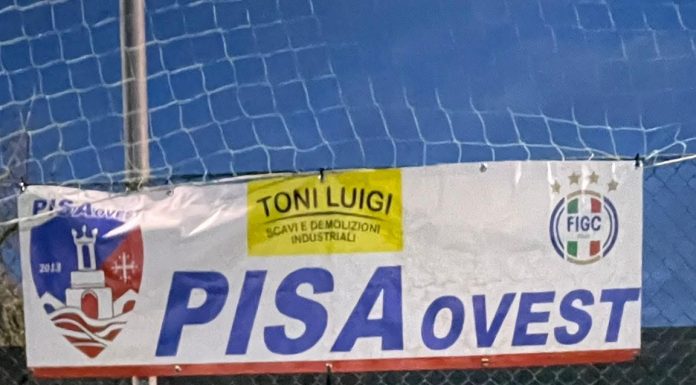 PISA OVEST
2013
TONI LUIGI
SCAVI E DEMOLIZIONI
INDUSTRIALI
FIGC
PISA OVEST